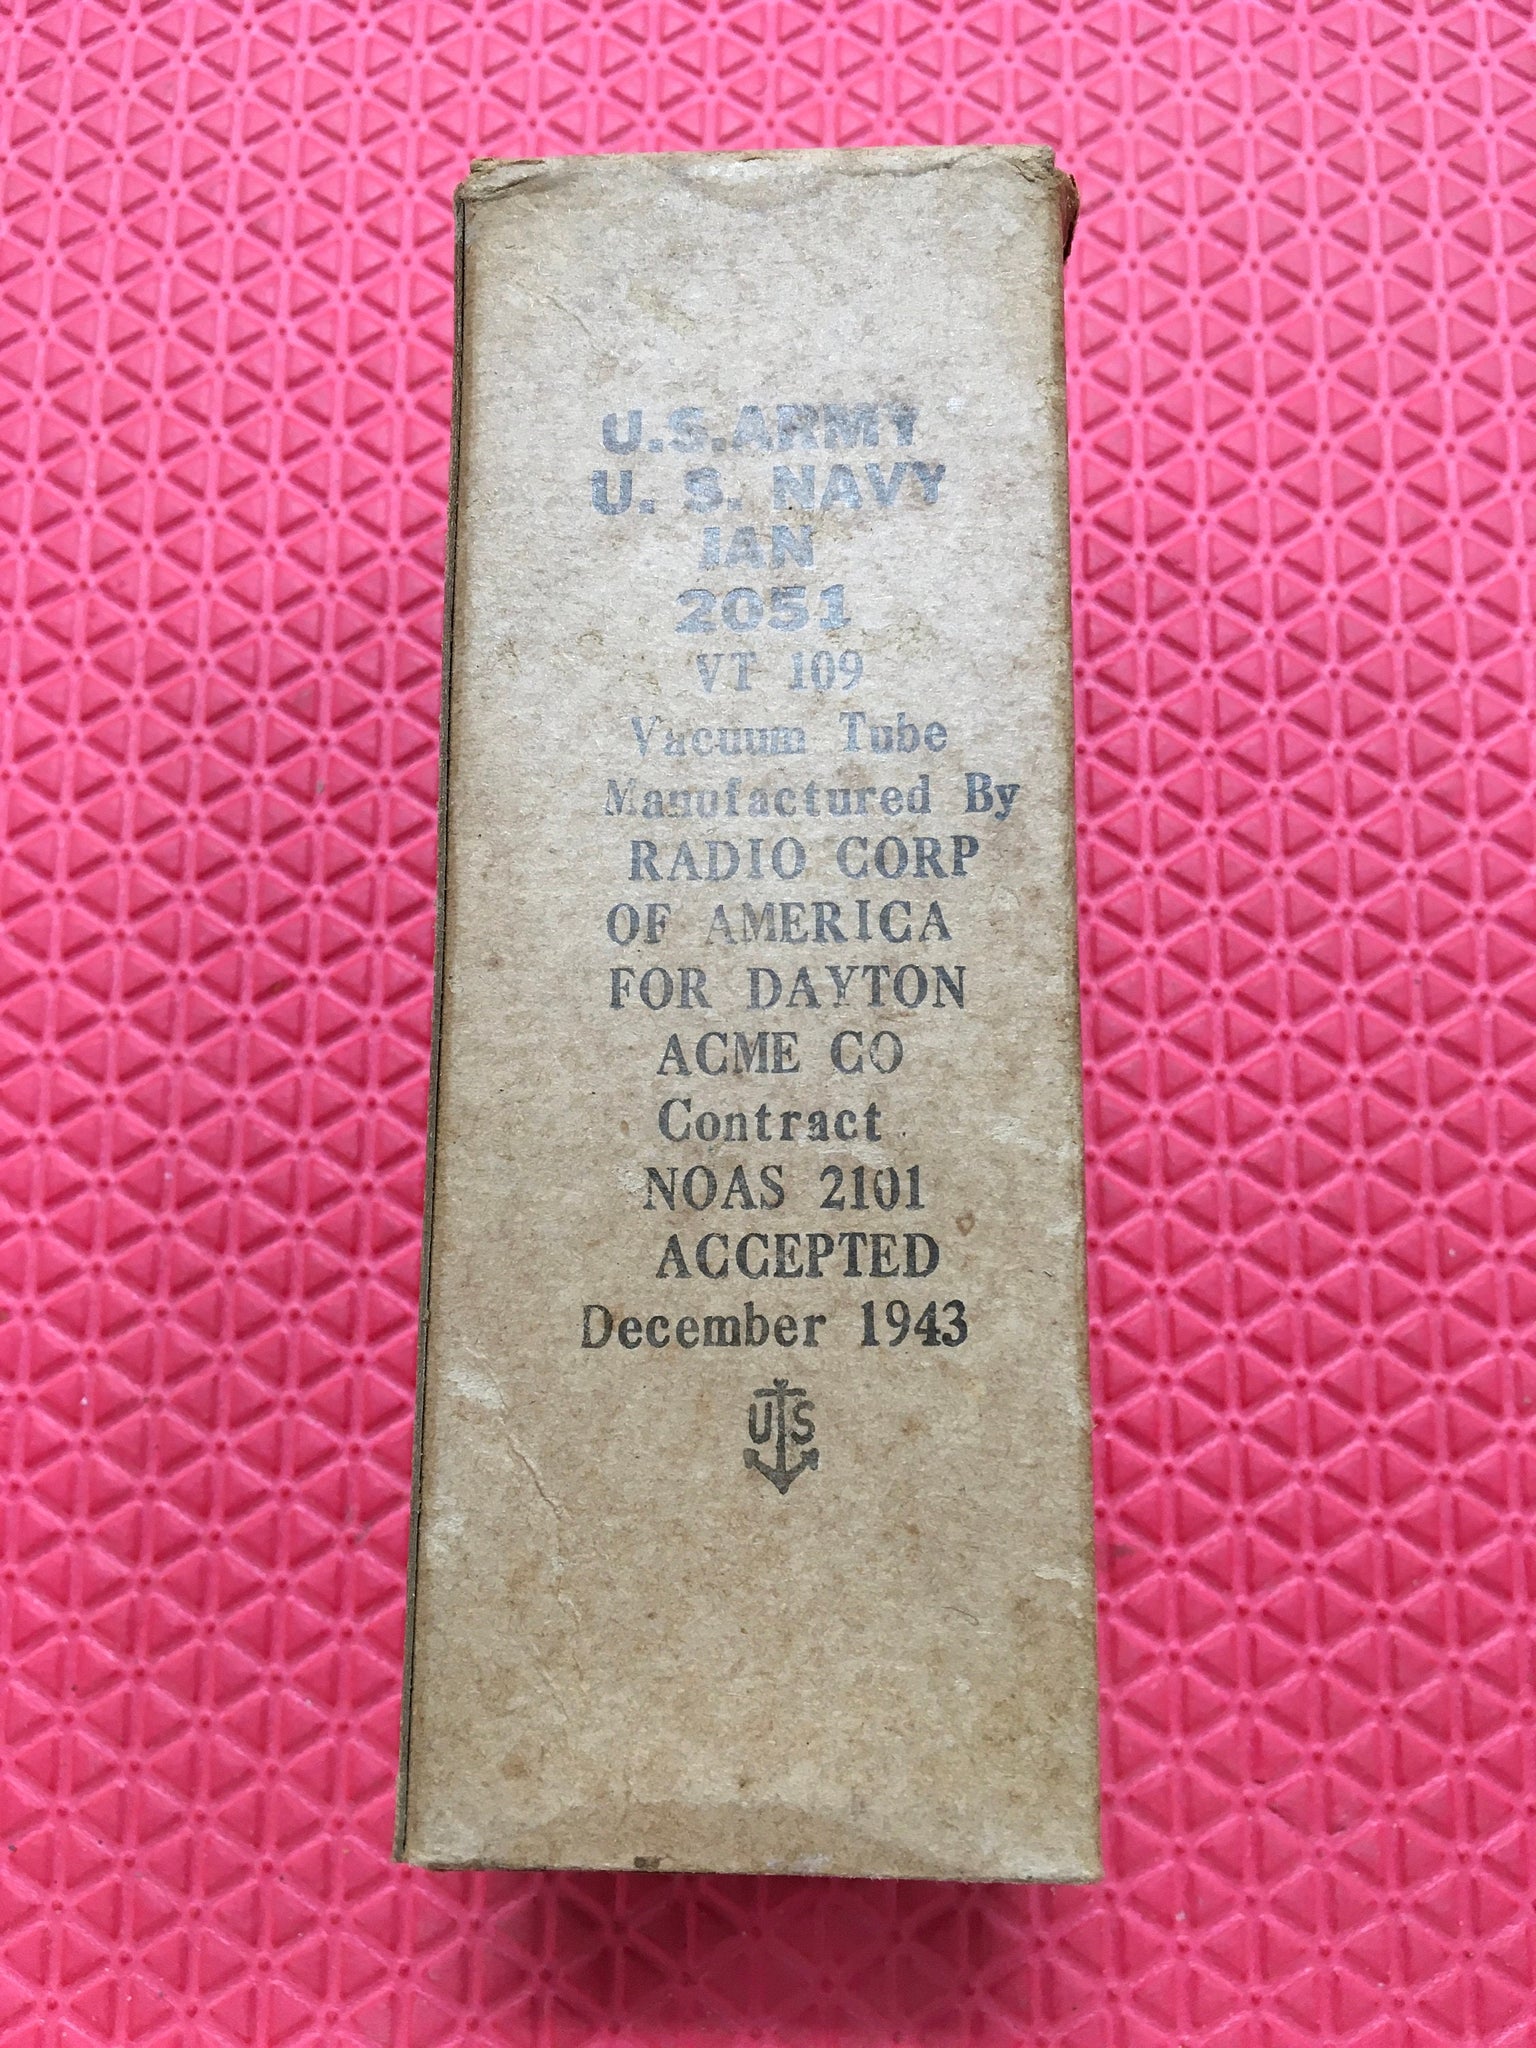 U.S.ARMY
U. S. NAVY
JAN
2051
VT 109
Vacuum Tube
Manufactured By
RADIO CORP
OF AMERICA
FOR DAYTON
ACME CO
Contract
NOAS 2101
ACCEPTED
December 1943
US